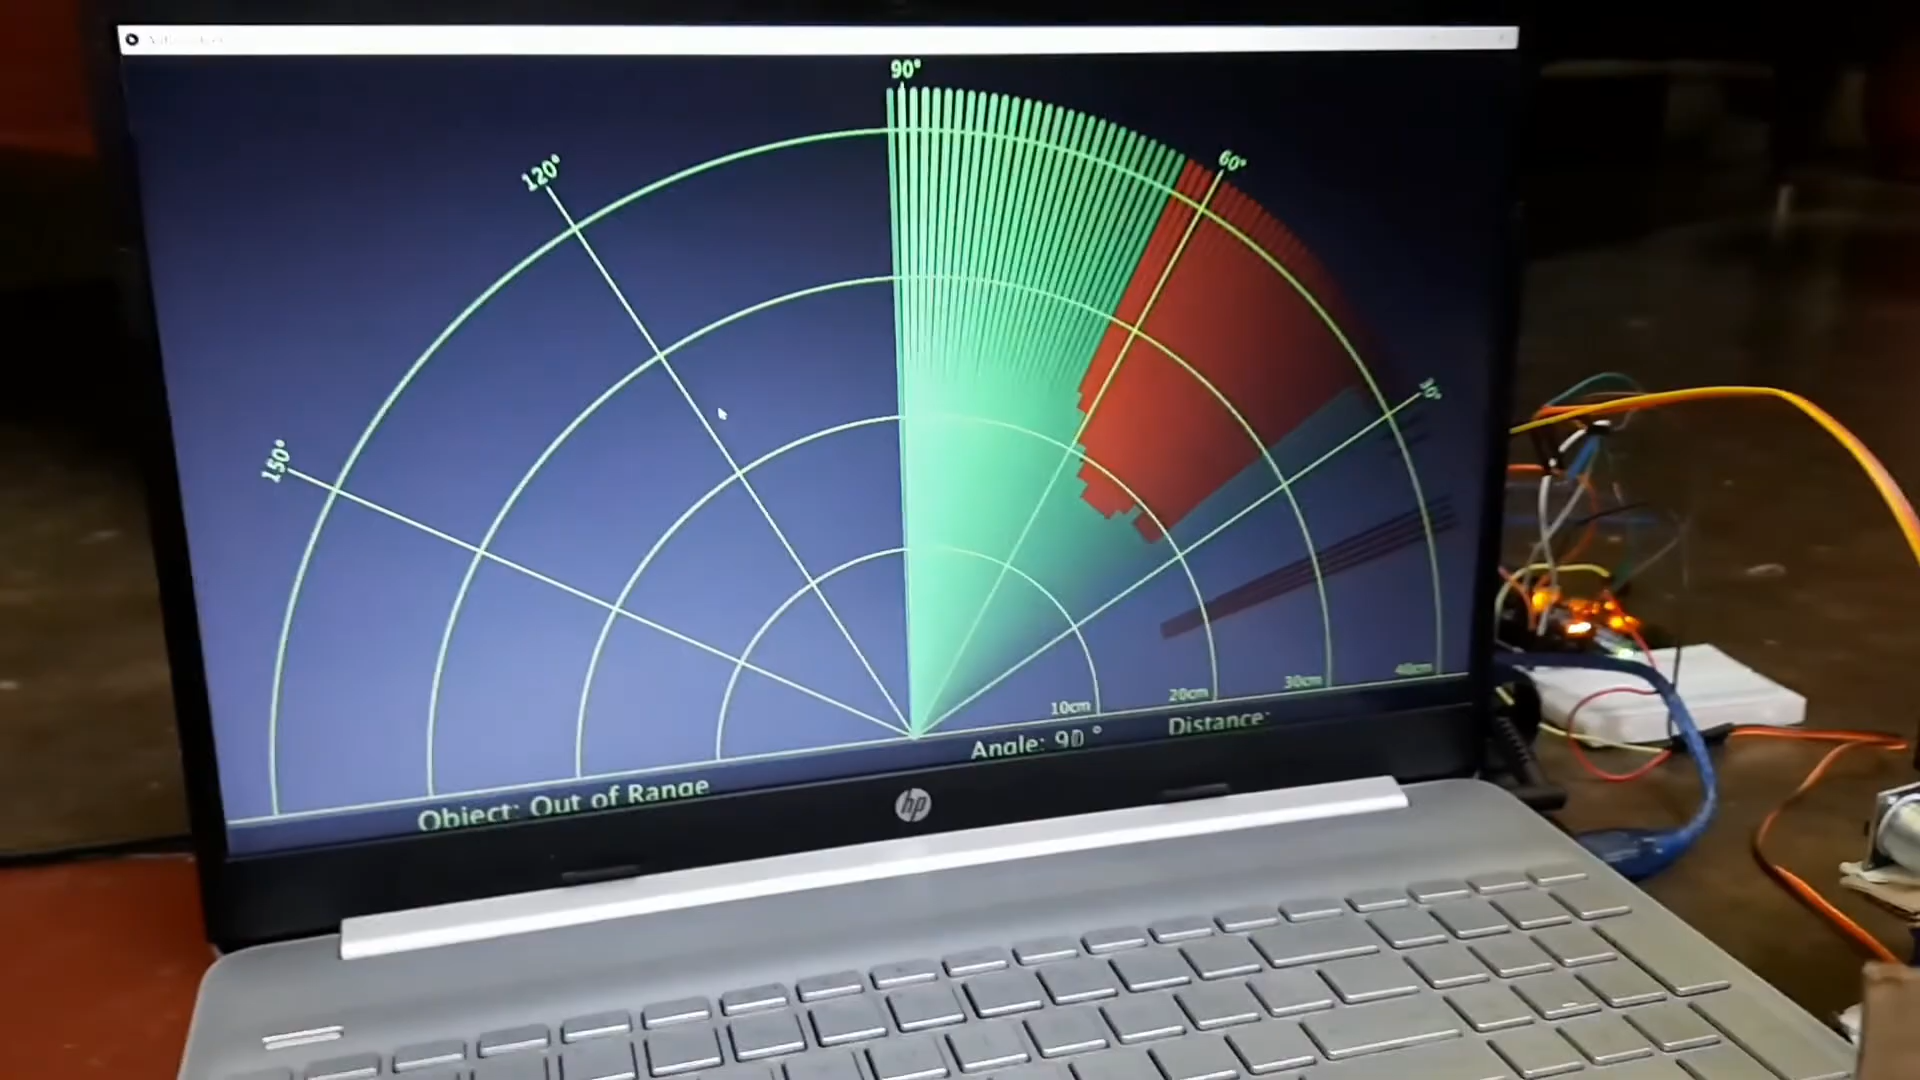 90°
120°
60°
150°
30°
10cm
20cm
30cm
40cm
Object: Out of Range
Angle: 90 °
Distance:
hp